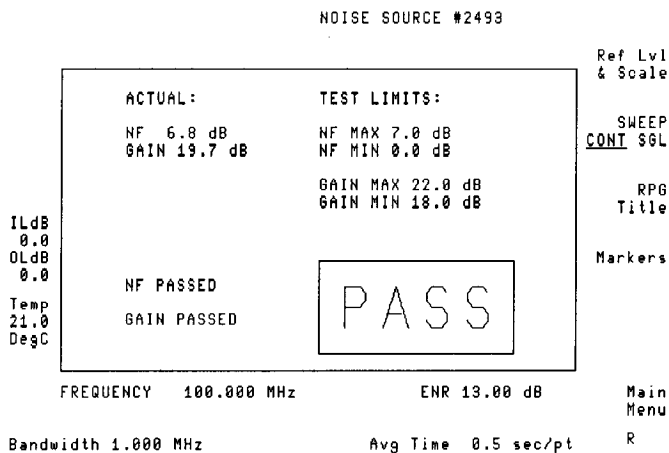 NOISE SOURCE #2493
Ref Lvl
& Scale
ACTUAL:
TEST LIMITS:
NF 6.8 dB
GAIN 19.7 dB
NF MAX 7.0 dB
NF MIN 0.0 dB
SWEEP
CONT SGL
GAIN MAX 22.0 dB
GAIN MIN 18.0 dB
RPG
Title
ILdB
0.0
OLdB
0.0
Temp
21.0
DegC
Markers
NF PASSED
GAIN PASSED
PASS
FREQUENCY 100.000 MHz
ENR 13.00 dB
Main
Menu
Bandwidth 1.000 MHz
Avg Time 0.5 sec/pt
R